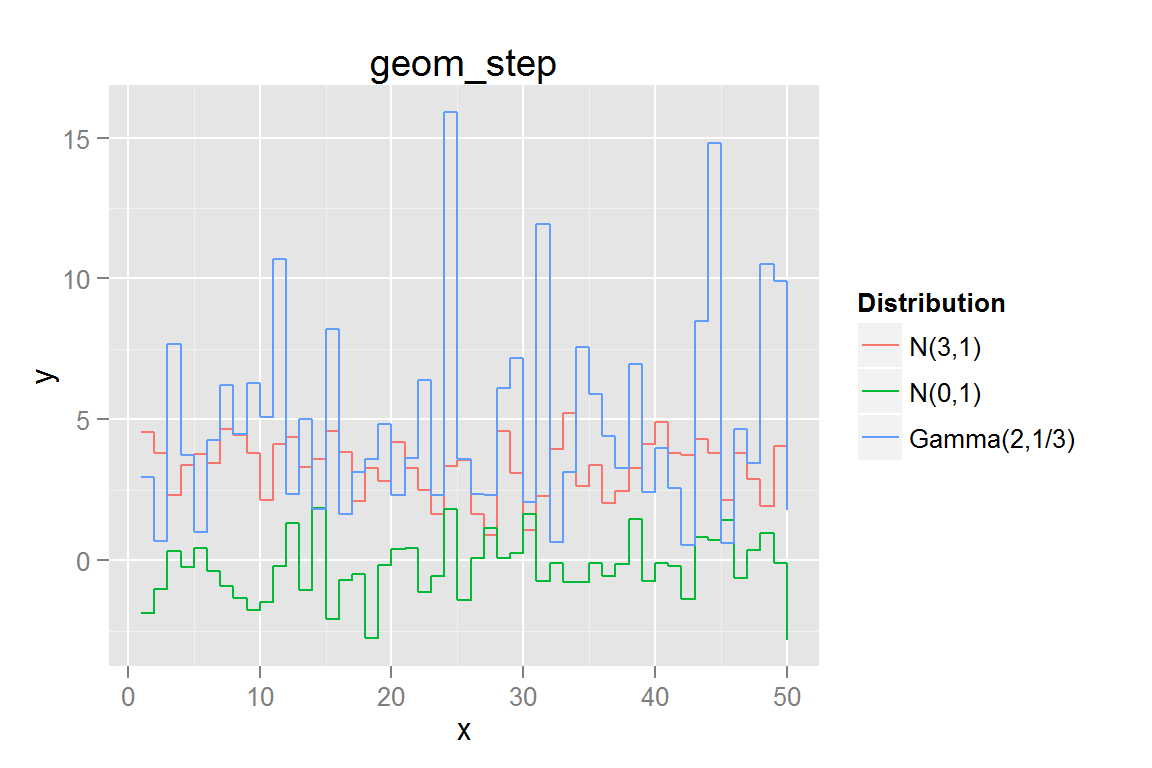 geom_step
15
10
5
0
y
0 10 20 30 40 50
x
Distribution
N(3,1)
N(0,1)
Gamma(2,1/3)